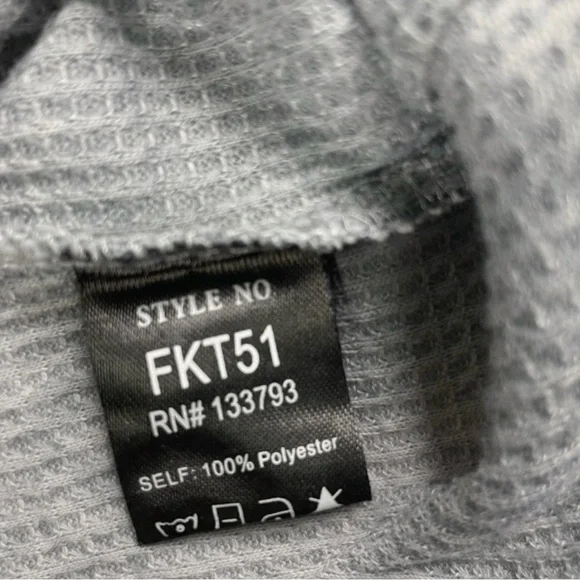 STYLE NO
FKT51
RN# 133793
SELF: 100% Polyester